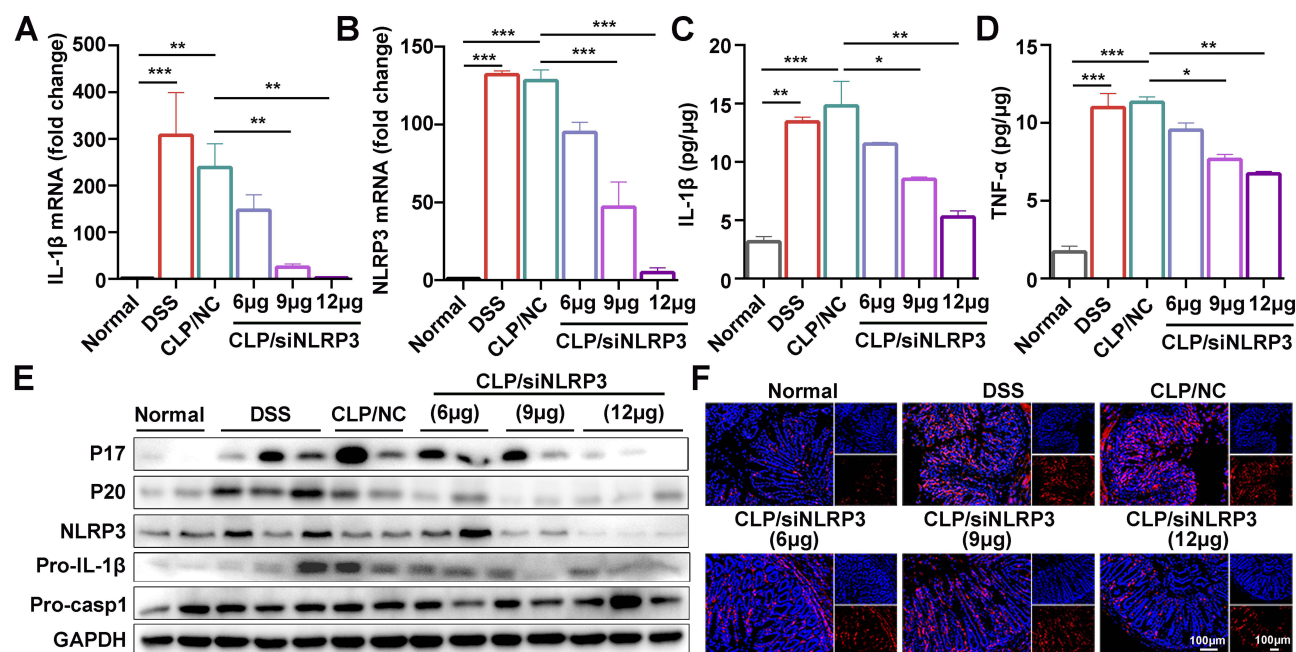 A
IL-1β mRNA (fold change)
500
400
300
200
100
0
**
***
**
**
Normal
DSS
CLP/NC
6µg 9µg 12µg
CLP/siNLRP3
B
NLRP3 mRNA (fold change)
150
100
50
0
***
***
***
***
Normal
DSS
CLP/NC
6µg 9µg 12µg
CLP/siNLRP3
C
IL-1β (pg/µg)
20
15
10
5
0
**
***
*
**
Normal
DSS
CLP/NC
6µg 9µg 12µg
CLP/siNLRP3
D
TNF-α (pg/µg)
15
10
5
0
**
***
*
***
Normal
DSS
CLP/NC
6µg 9µg 12µg
CLP/siNLRP3
E
CLP/siNLRP3
Normal DSS CLP/NC (6µg) (9µg) (12µg)
P17
P20
NLRP3
Pro-IL-1β
Pro-casp1
GAPDH
F
Normal DSS CLP/NC
CLP/siNLRP3 CLP/siNLRP3 CLP/siNLRP3
(6µg) (9µg) (12µg)
100µm 100µm